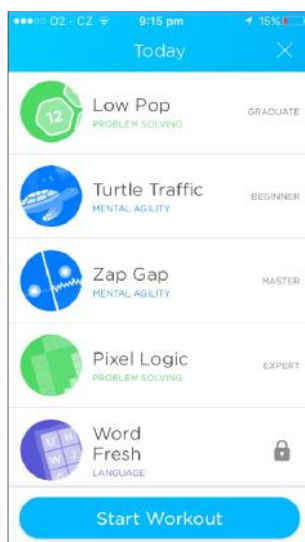 O2 - CZ 9:15 pm 15%
Today
12
Low Pop
PROBLEM SOLVING
GRADUATE
Turtle Traffic
MENTAL AGILITY
BEGINNER
Zap Gap
MENTAL AGILITY
MASTER
Pixel Logic
PROBLEM SOLVING
EXPERT
Word
Fresh
LANGUAGE
Start Workout